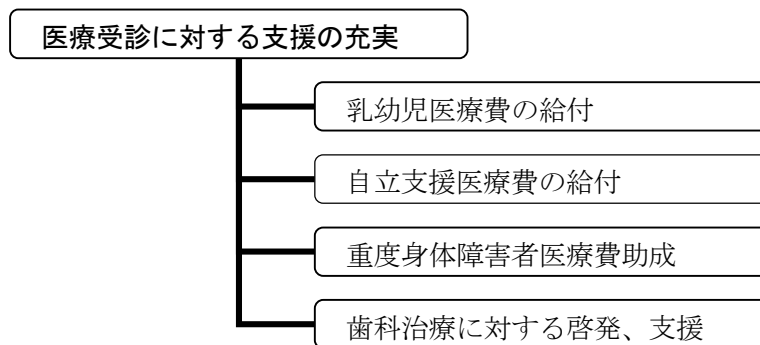 医療受診に対する支援の充実
乳幼児医療費の給付
自立支援医療費の給付
重度身体障害者医療費助成
歯科治療に対する啓発、支援